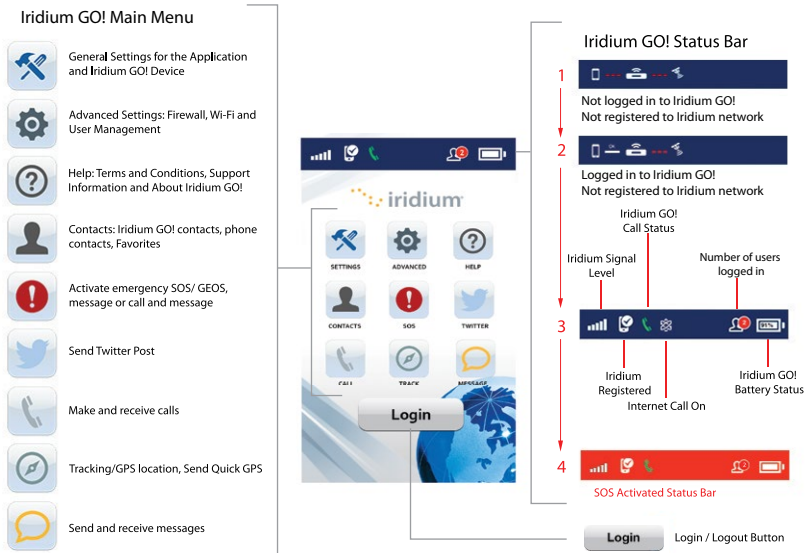 Iridium GO! Main Menu
General Settings for the Application
and Iridium GO! Device
Advanced Settings: Firewall, Wi-Fi and
User Management
Help: Terms and Conditions, Support
Information and About Iridium GO!
Contacts: Iridium GO! contacts, phone
contacts, Favorites
Activate emergency SOS/ GEOS,
message or call and message
Send Twitter Post
Make and receive calls
Tracking/GPS location, Send Quick GPS
Send and receive messages
2
iridium
SETTINGS
ADVANCED
HELP
CONTACTS
SOS
TWITTER
CALL
TRACK
MESSAGE
Login
Iridium GO! Status Bar
1
Not logged in to Iridium GO!
Not registered to Iridium network
2
Logged in to Iridium GO!
Not registered to Iridium network
Iridium GO!
Call Status
Iridium Signal
Level
Number of users
logged in
3
2
Iridium
Registered
Internet Call On
Iridium GO!
Battery Status
4
2
SOS Activated Status Bar
Login
Login / Logout Button